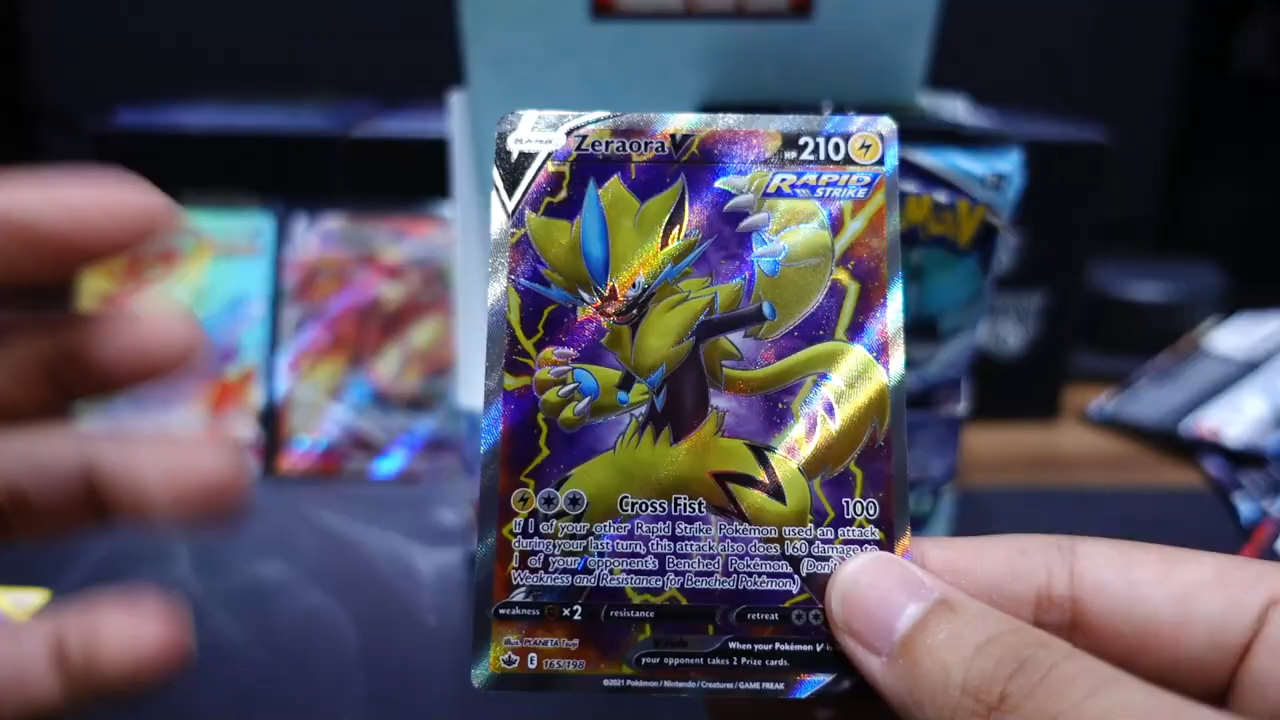 BASIC
Zeraora V
HP 210
RAPID
STRIKE
Cross Fist 100
If 1 of your other Rapid Strike Pokémon used an attack
during your last turn, this attack also does 160 damage to
1 of your opponent's Benched Pokémon. (Don't
Weakness and Resistance for Benched Pokémon.)
weakness ×2 resistance retreat
Illus. PLANETA Tsuji
V rule
When your Pokémon V
your opponent takes 2 Prize cards.
E 165/198
©2021 Pokémon / Nintendo / Creatures / GAME FREAK